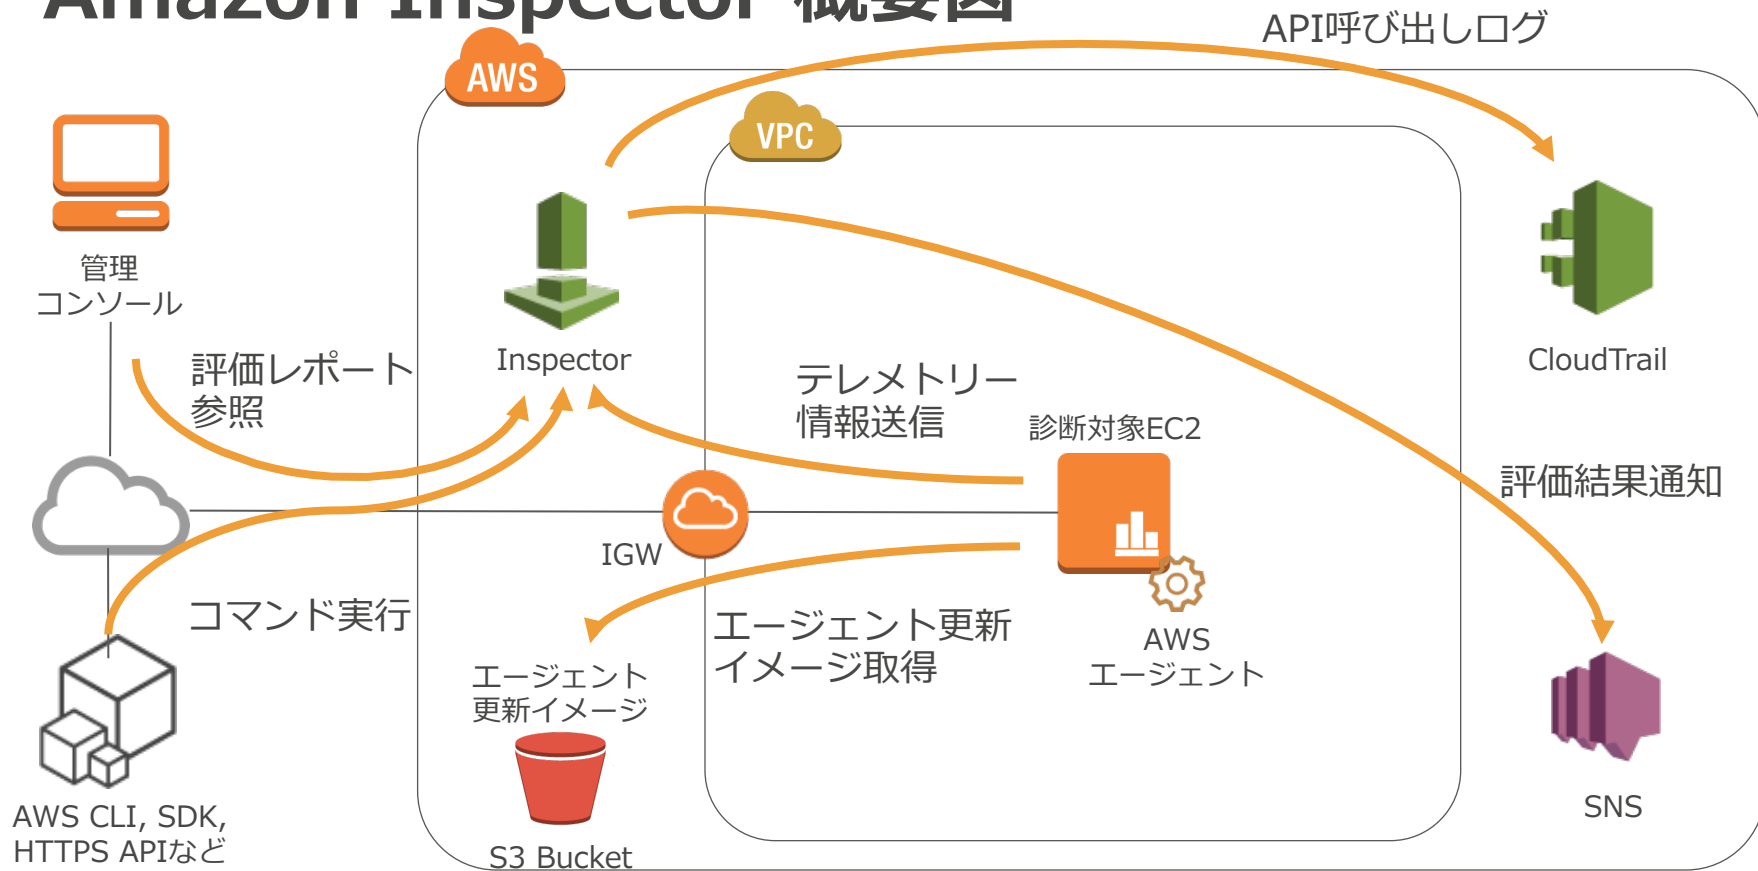 Amazon Inspector 概要図
API呼び出しログ
AWS
VPC
管理
コンソール
評価レポート
参照
Inspector
テレメトリー
情報送信
診断対象EC2
CloudTrail
評価結果通知
IGW
コマンド実行
エージェント更新
イメージ取得
AWS
エージェント
エージェント
更新イメージ
S3 Bucket
SNS
AWS CLI, SDK,
HTTPS APIなど